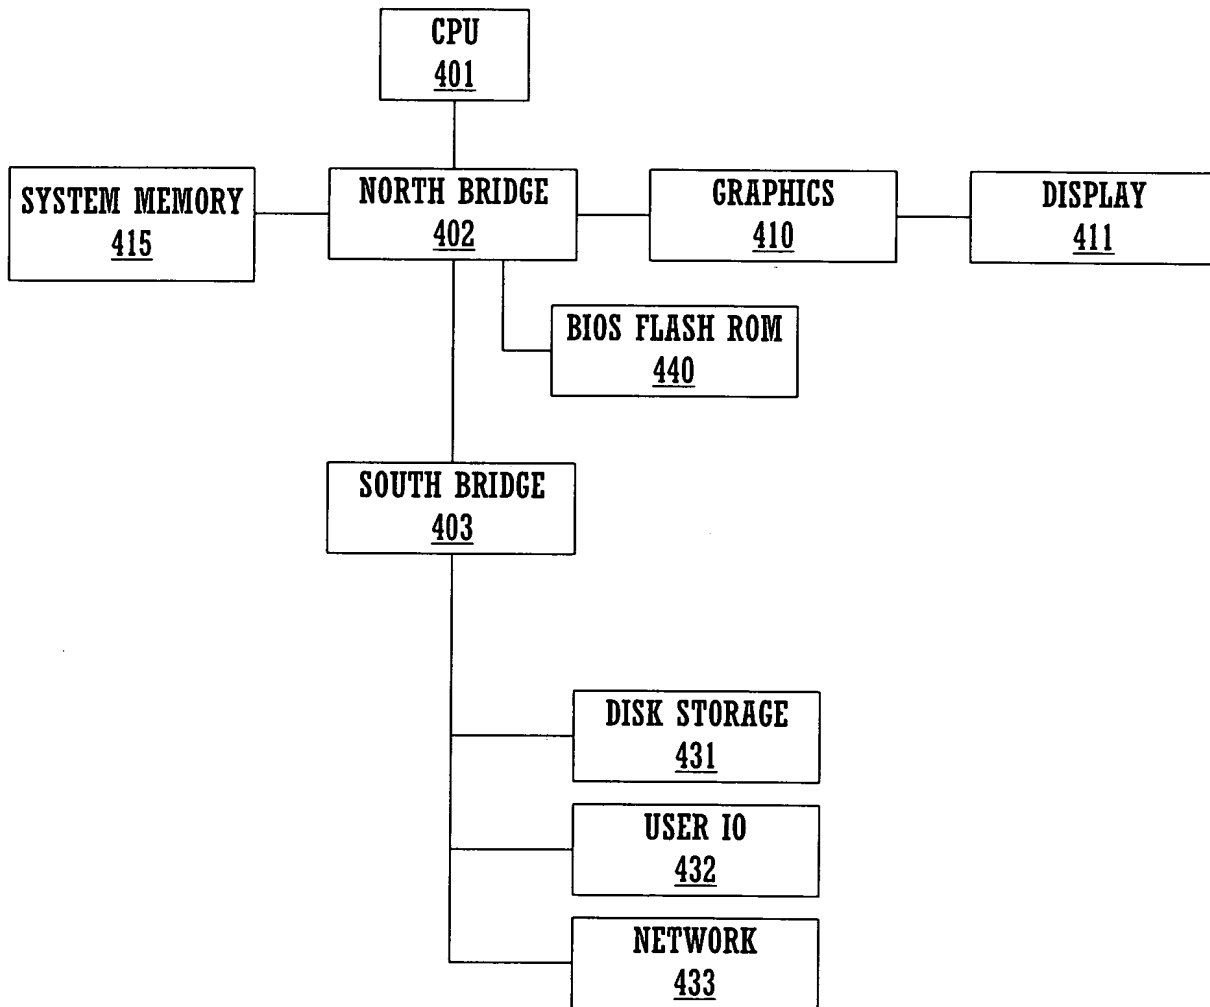 CPU
401
SYSTEM MEMORY
415
NORTH BRIDGE
402
GRAPHICS
410
DISPLAY
411
BIOS FLASH ROM
440
SOUTH BRIDGE
403
DISK STORAGE
431
USER IO
432
NETWORK
433